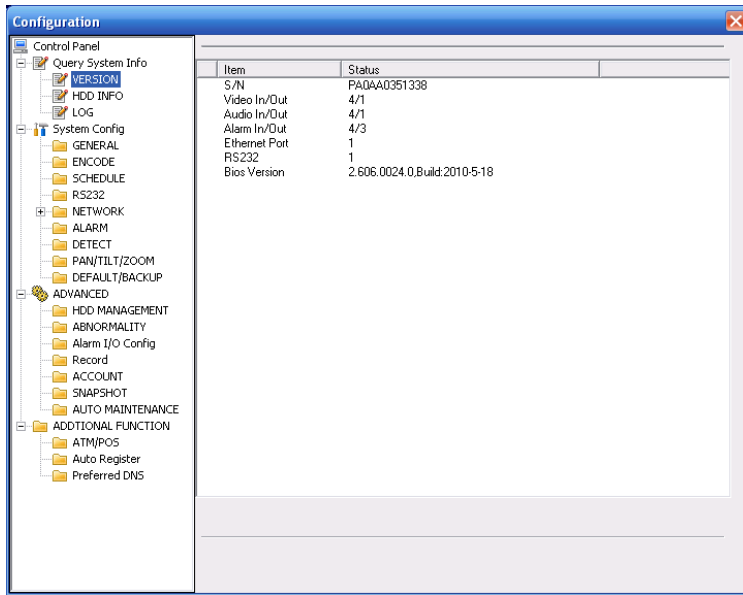 Configuration
Control Panel
Query System Info
VERSION
HDD INFO
LOG
System Config
GENERAL
ENCODE
SCHEDULE
RS232
NETWORK
ALARM
DETECT
PAN/TILT/ZOOM
DEFAULT/BACKUP
ADVANCED
HDD MANAGEMENT
ABNORMALITY
Alarm I/O Config
Record
ACCOUNT
SNAPSHOT
AUTO MAINTENANCE
ADDTIONAL FUNCTION
ATM/POS
Auto Register
Preferred DNS
Item Status
S/N PA0AA0351338
Video In/Out 4/1
Audio In/Out 4/1
Alarm In/Out 4/3
Ethernet Port 1
RS232 1
Bios Version 2.606.0024.0,Build:2010-5-18